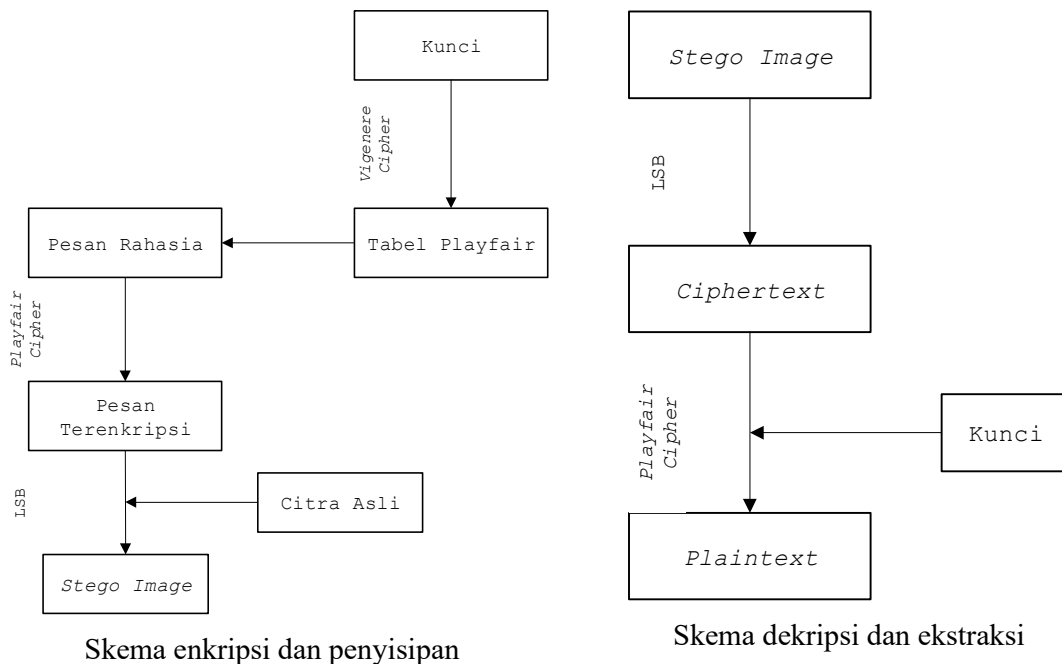 Kunci
Vigenere
Cipher
Pesan Rahasia
Tabel Playfair
Playfair
Cipher
Pesan
Terenkripsi
LSB
Citra Asli
Stego Image
Skema enkripsi dan penyisipan
Stego Image
LSB
Ciphertext
Playfair
Cipher
Kunci
Plaintext
Skema dekripsi dan ekstraksi